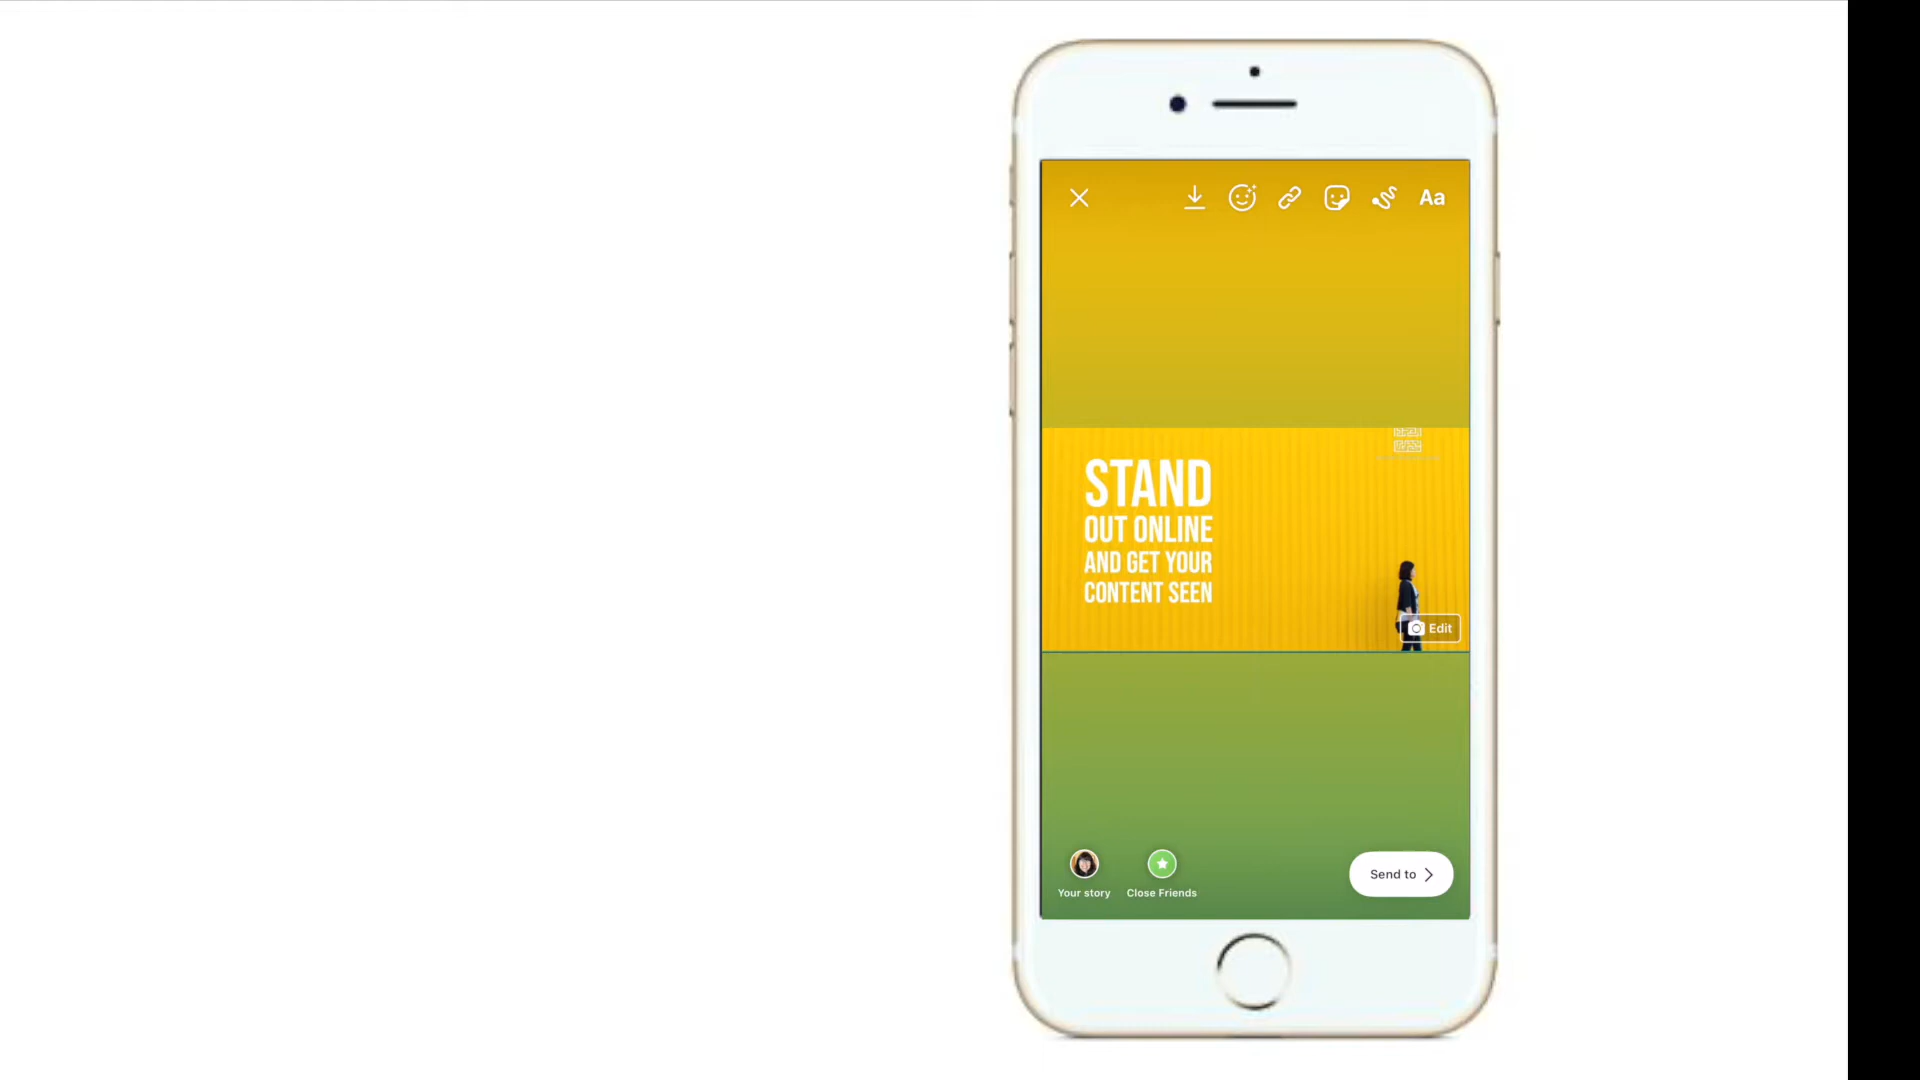 Aa
STAND
OUT ONLINE
AND GET YOUR
CONTENT SEEN
Edit
Your story
Close Friends
Send to